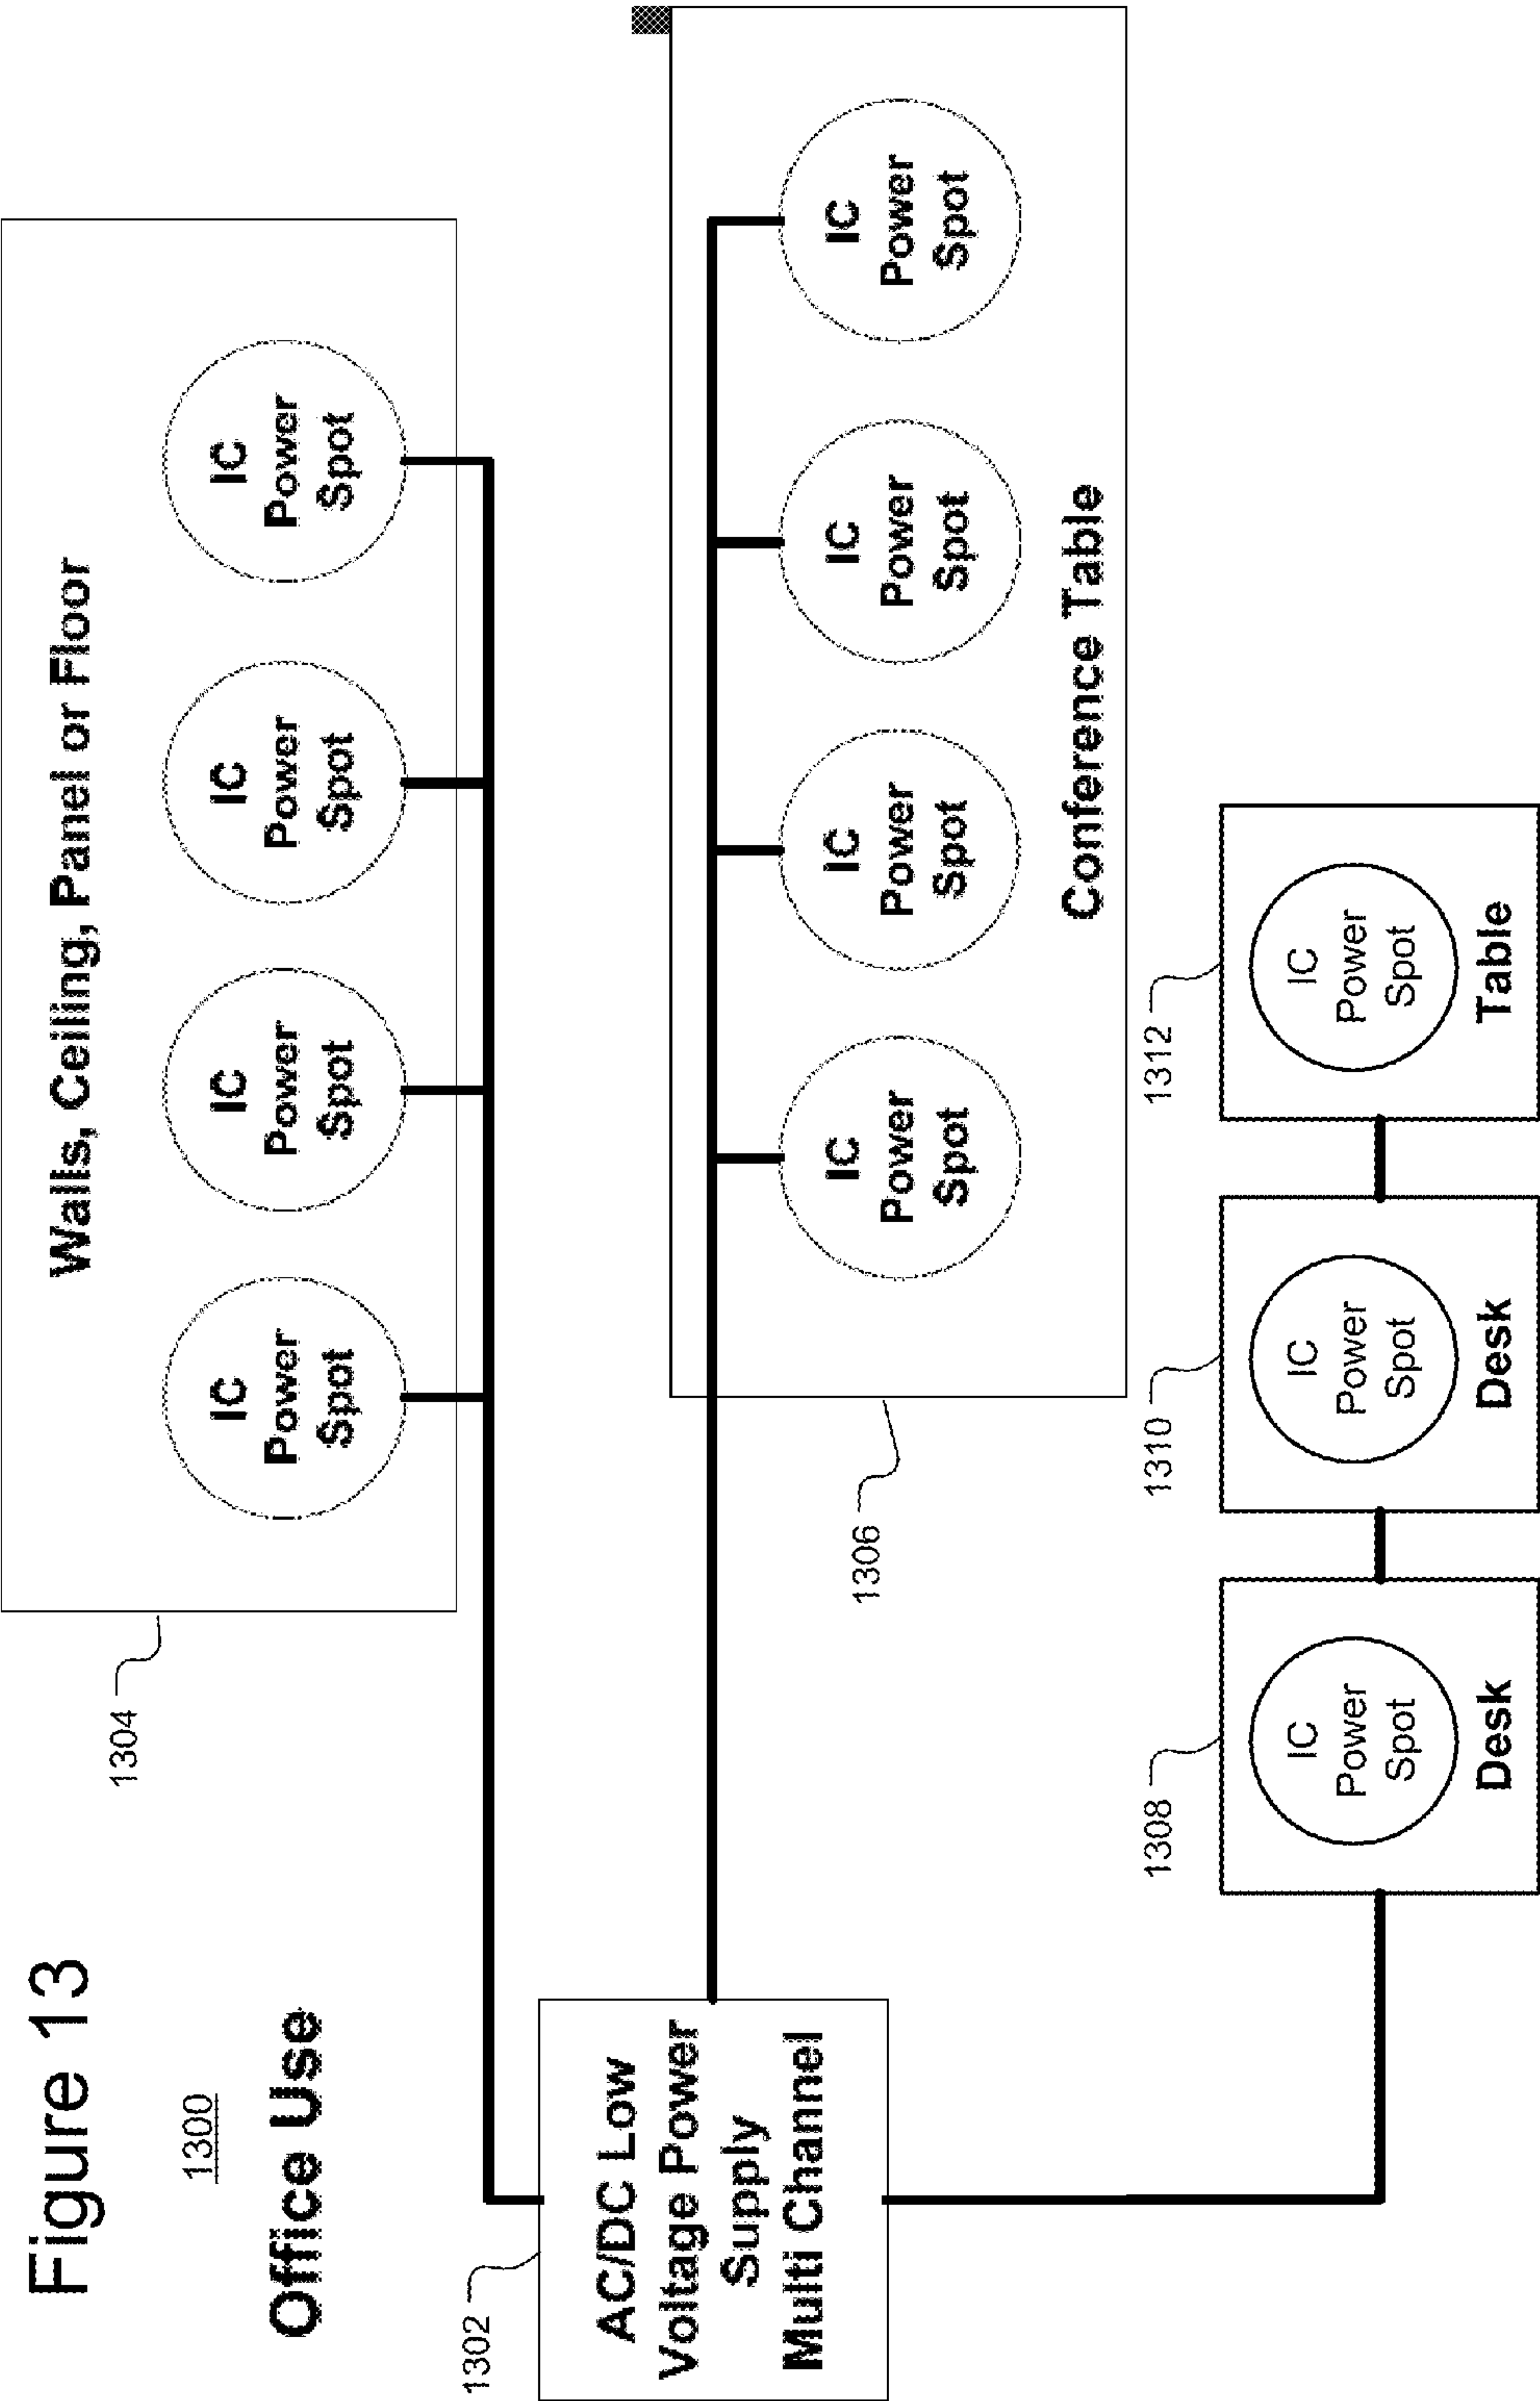 Figure 13
1300
Office Use
1302
AC/DC Low
Voltage Power
Supply
Multi Channel
1304
Walls, Ceiling, Panel or Floor
IC
Power
Spot
IC
Power
Spot
IC
Power
Spot
IC
Power
Spot
1306
IC
Power
Spot
IC
Power
Spot
IC
Power
Spot
IC
Power
Spot
Conference Table
1308
IC
Power
Spot
Desk
1310
IC
Power
Spot
Desk
1312
IC
Power
Spot
Table